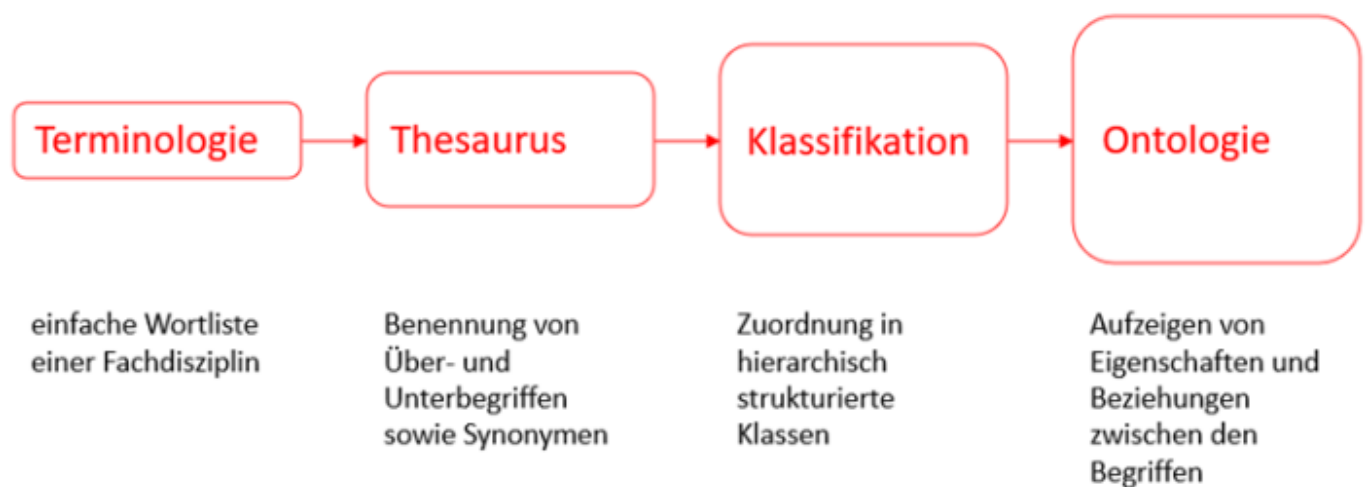 Terminologie
Thesaurus
Klassifikation
Ontologie
einfache Wortliste
einer Fachdisziplin
Benennung von
Über- und
Unterbegriffen
sowie Synonymen
Zuordnung in
hierarchisch
strukturierte
Klassen
Aufzeigen von
Eigenschaften und
Beziehungen
zwischen den
Begriffen